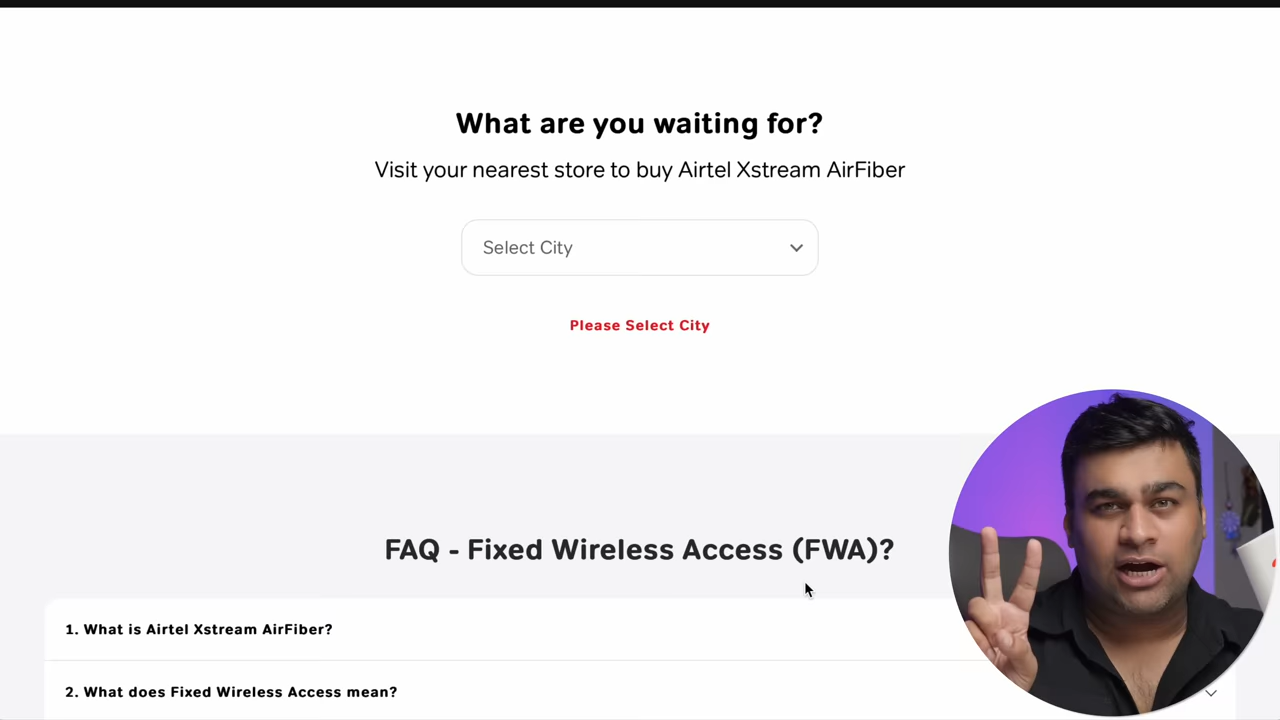 What are you waiting for?
Visit your nearest store to buy Airtel Xstream AirFiber
Select City
Please Select City
FAQ - Fixed Wireless Access (FWA)?
1. What is Airtel Xstream AirFiber?
2. What does Fixed Wireless Access mean?